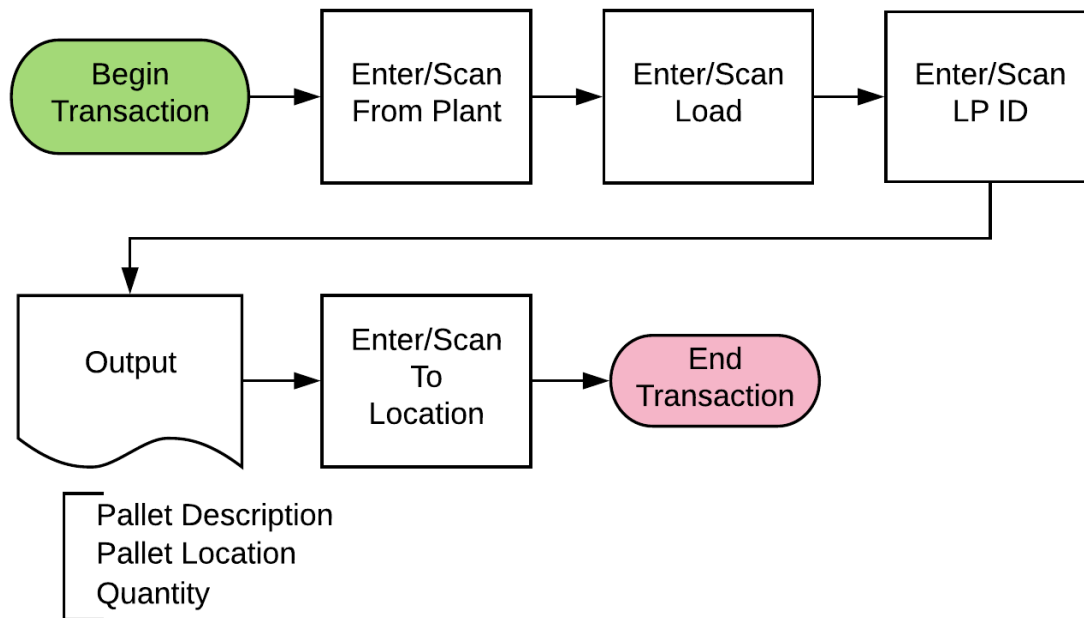 Begin
Transaction
Enter/Scan
From Plant
Enter/Scan
Load
Enter/Scan
LP ID
Output
Enter/Scan
To
Location
End
Transaction
Pallet Description
Pallet Location
Quantity